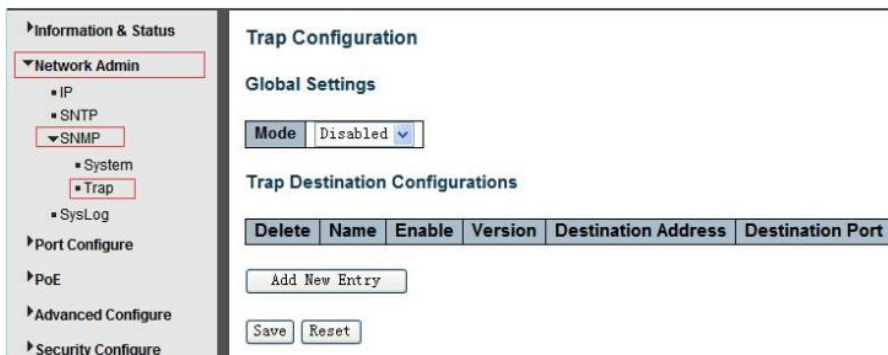 Information & Status
Network Admin
IP
SNTP
SNMP
System
Trap
SysLog
Port Configure
PoE
Advanced Configure
Security Configure
Trap Configuration
Global Settings
Mode Disabled
Trap Destination Configurations
Delete Name Enable Version Destination Address Destination Port
Add New Entry
Save Reset